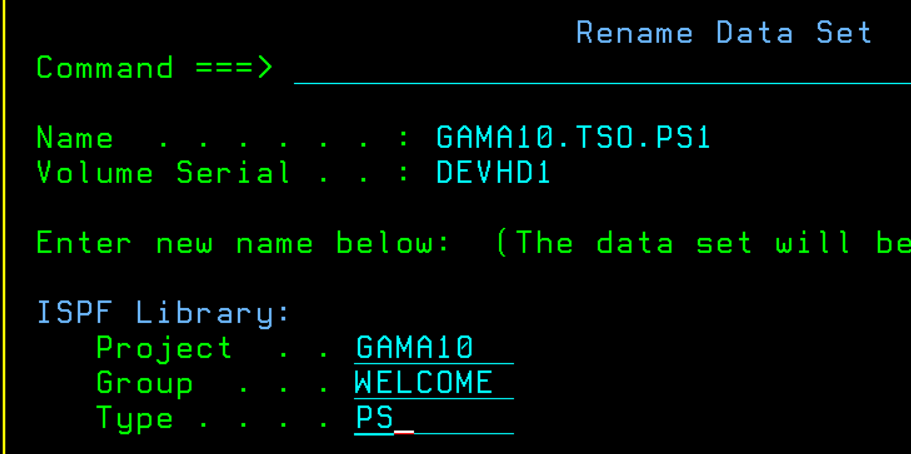 Rename Data Set
Command ===>
Name . . . . . . : GAMA10.TSO.PS1
Volume Serial . . : DEVHD1
Enter new name below: (The data set will be
ISPF Library:
Project . . GAMA10
Group . . . WELCOME
Type . . . . PS